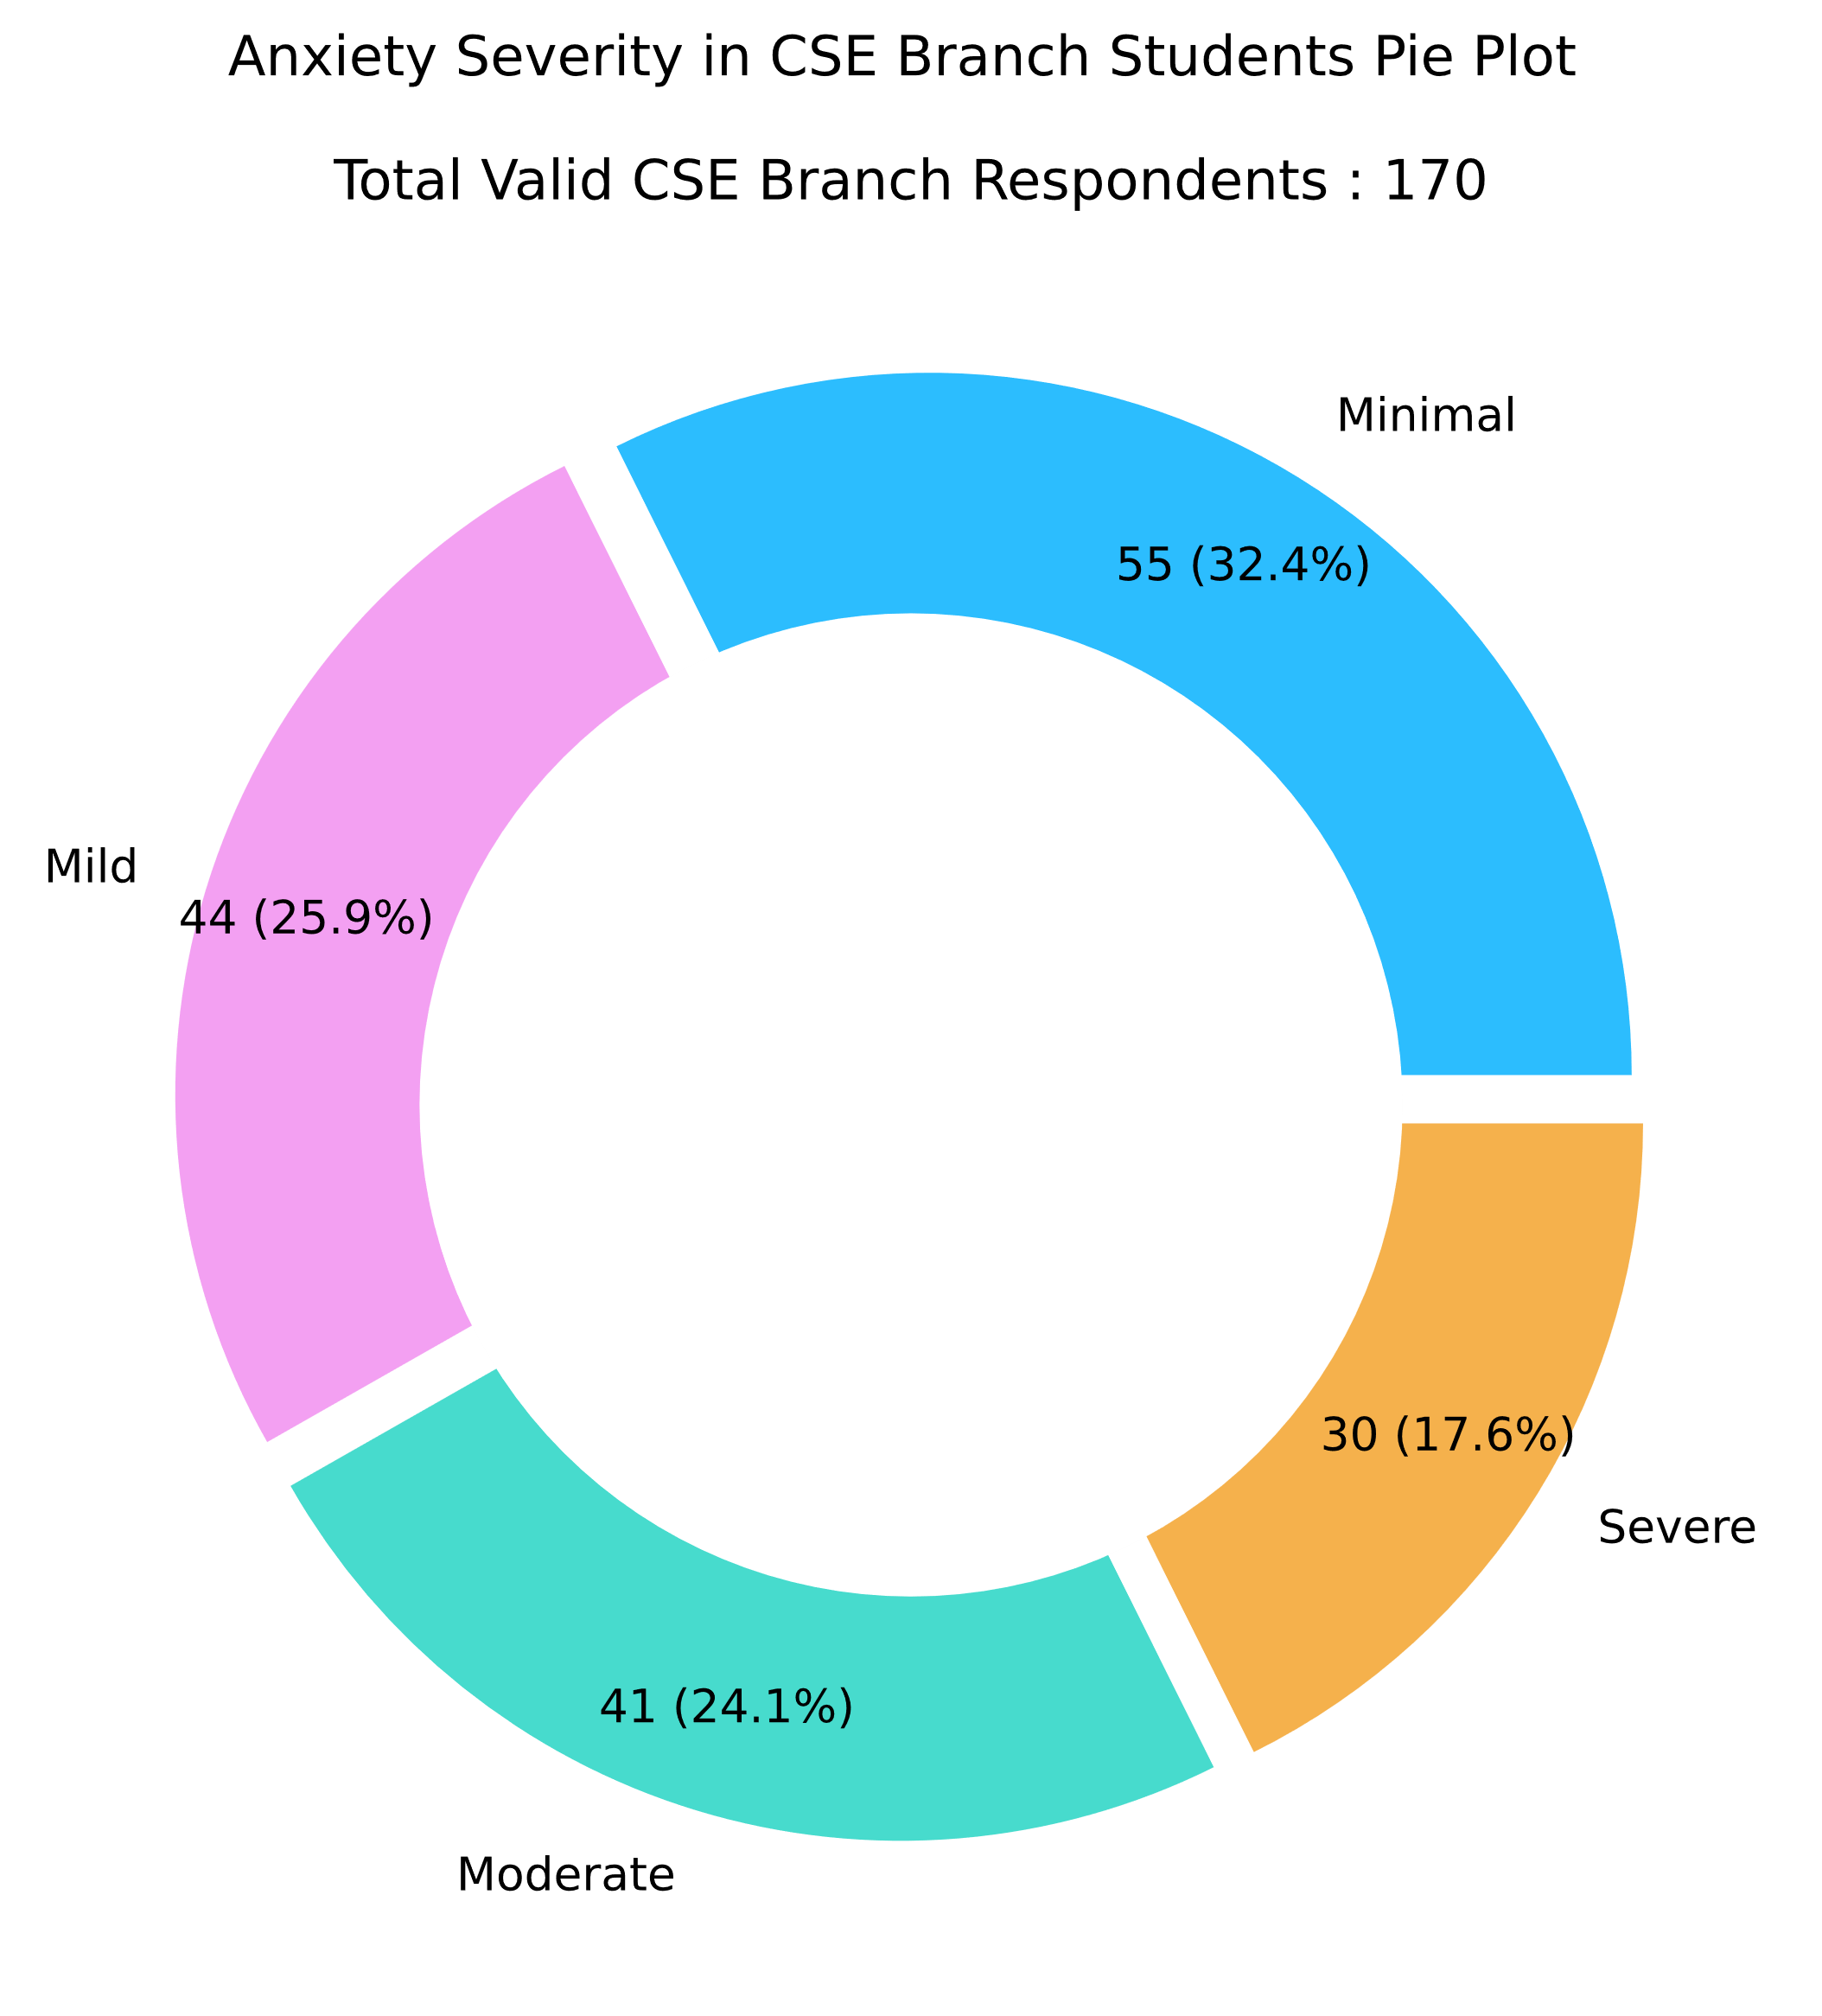 Anxiety Severity in CSE Branch Students Pie Plot
Total Valid CSE Branch Respondents : 170
Minimal
55 (32.4%)
Mild
44 (25.9%)
30 (17.6%)
Severe
41 (24.1%)
Moderate